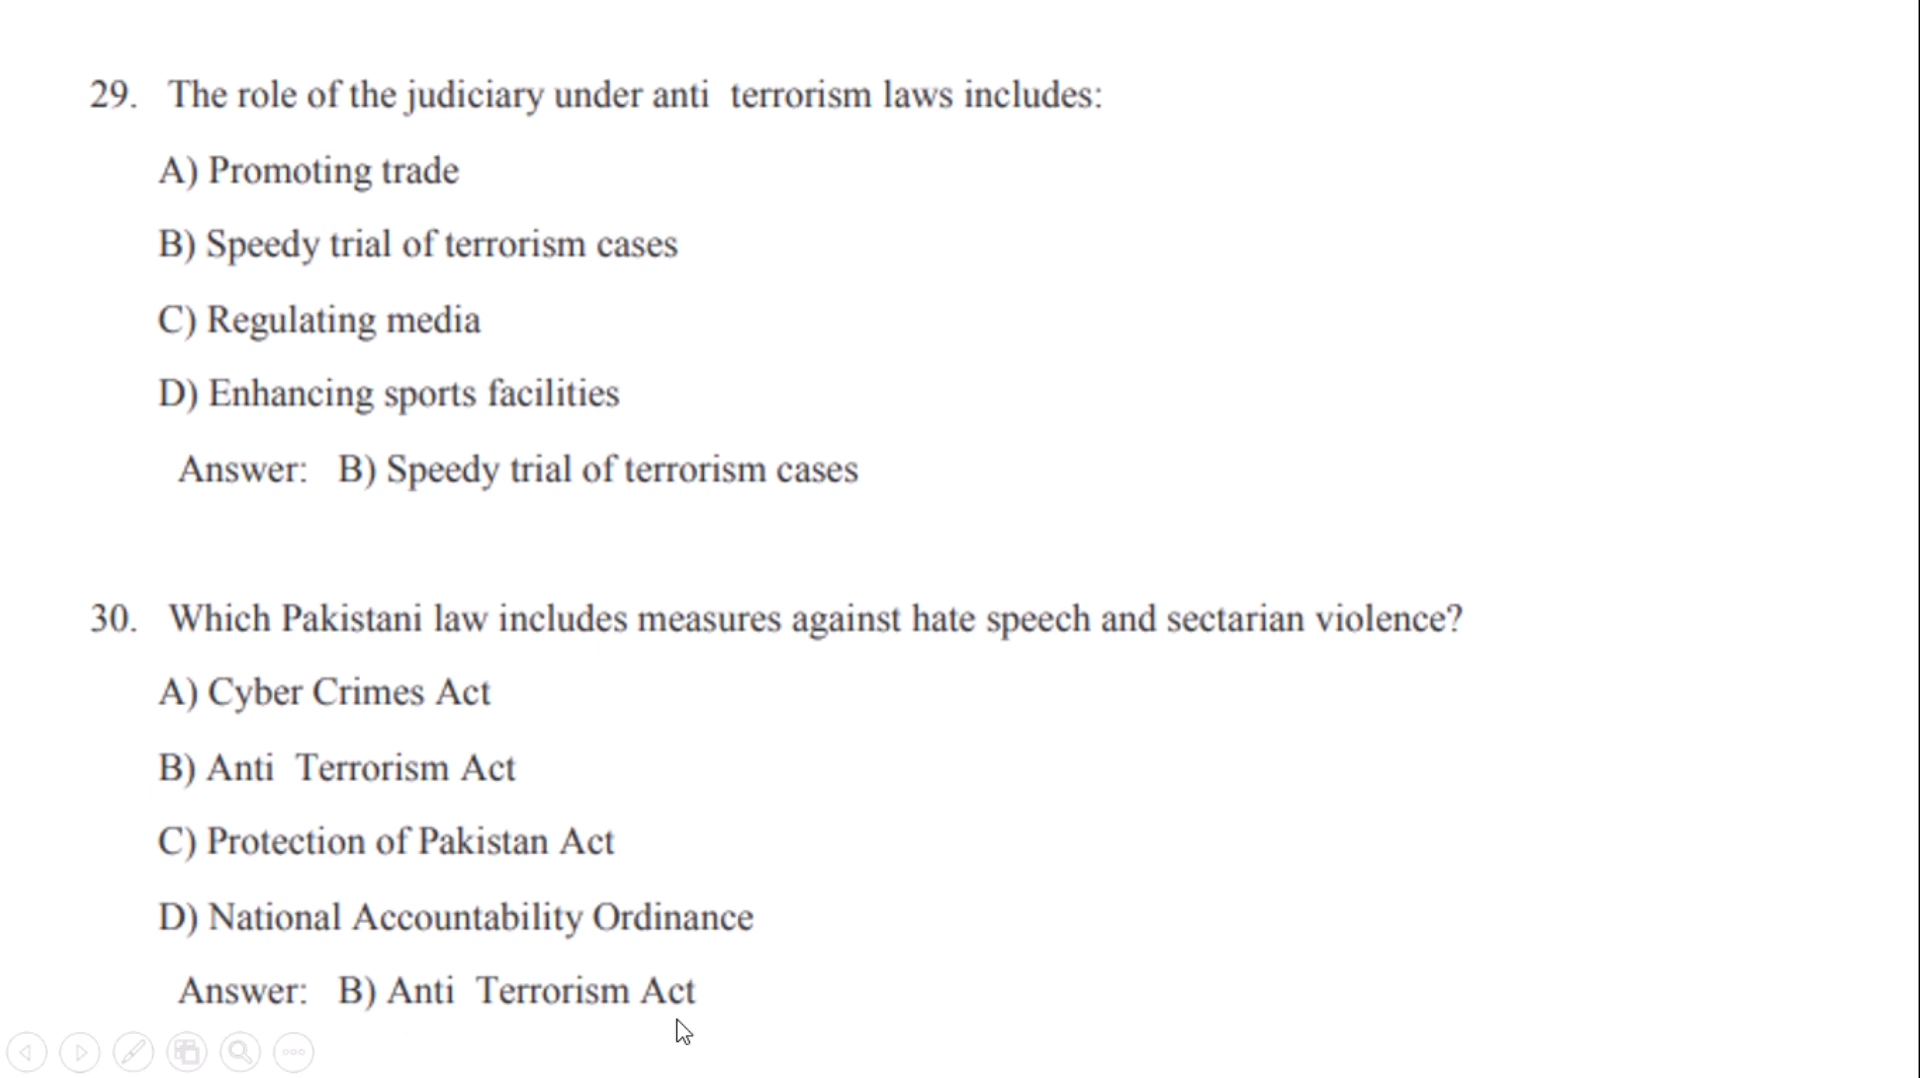 29. The role of the judiciary under anti terrorism laws includes:
A) Promoting trade
B) Speedy trial of terrorism cases
C) Regulating media
D) Enhancing sports facilities
Answer: B) Speedy trial of terrorism cases
30. Which Pakistani law includes measures against hate speech and sectarian violence?
A) Cyber Crimes Act
B) Anti Terrorism Act
C) Protection of Pakistan Act
D) National Accountability Ordinance
Answer: B) Anti Terrorism Act